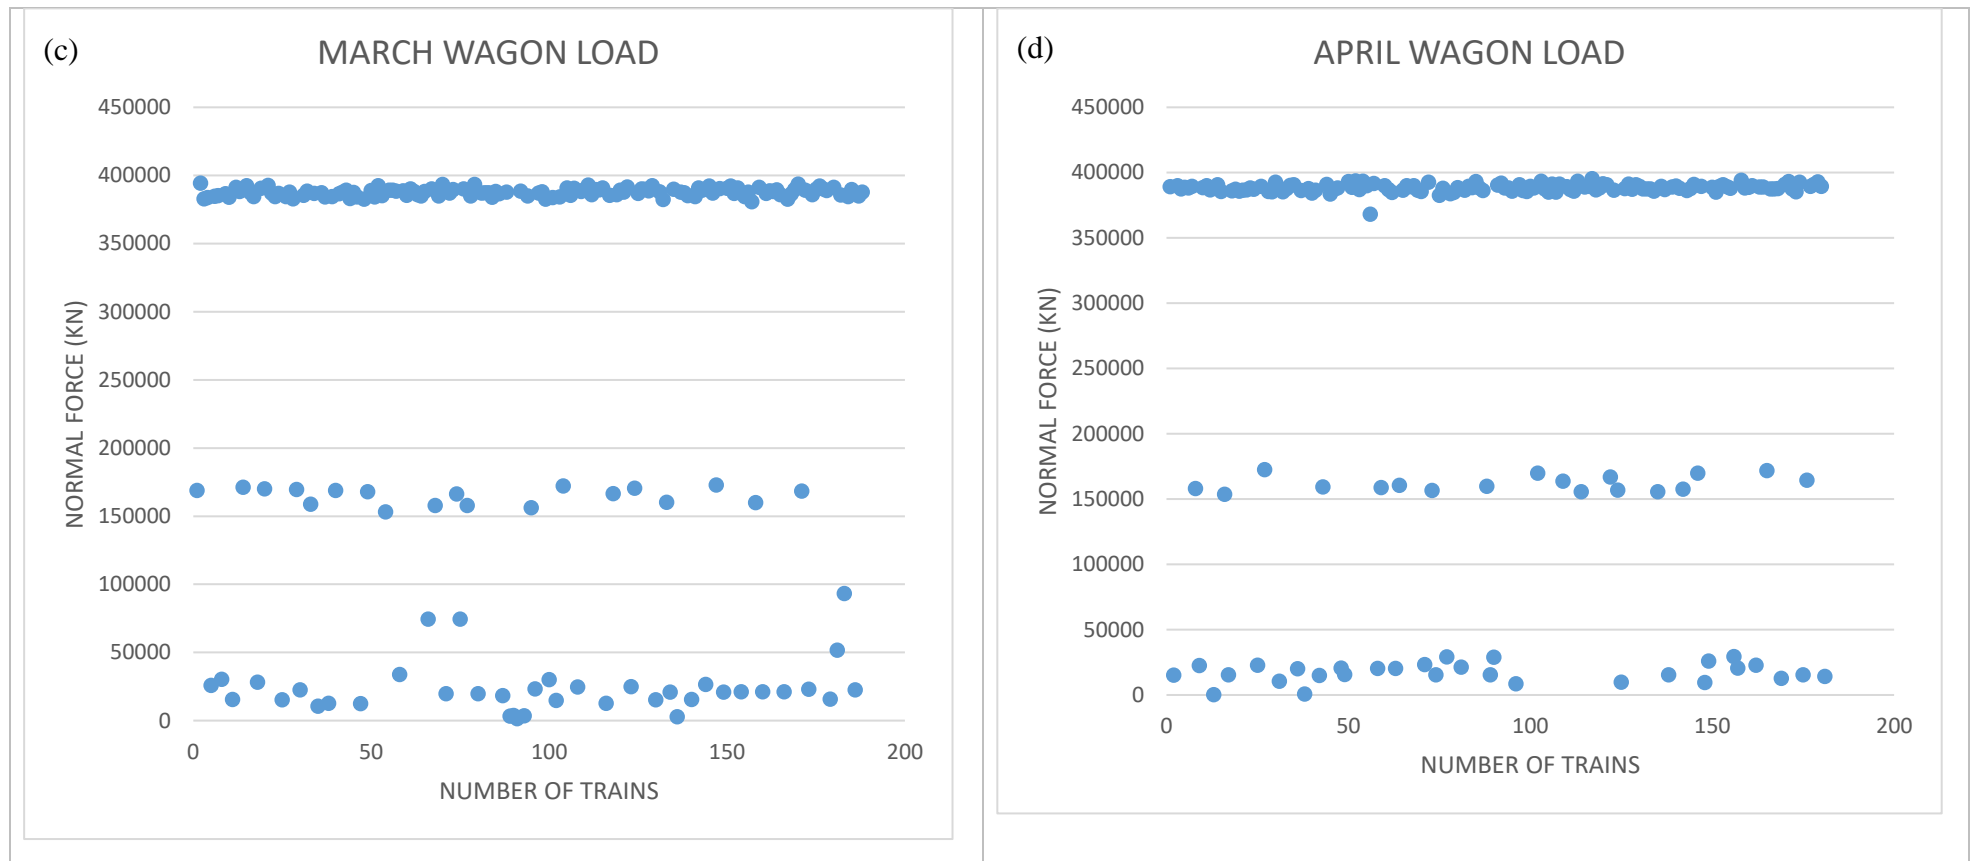 (c)
MARCH WAGON LOAD
NORMAL FORCE (KN)
450000
400000
350000
300000
250000
200000
150000
100000
50000
0
0 50 100 150 200
NUMBER OF TRAINS
(d)
APRIL WAGON LOAD
NORMAL FORCE (KN)
450000
400000
350000
300000
250000
200000
150000
100000
50000
0
0 50 100 150 200
NUMBER OF TRAINS